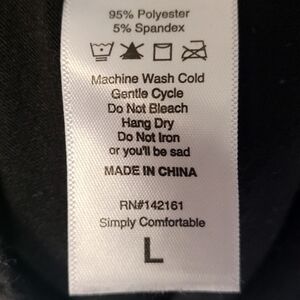 95% Polyester
5% Spandex
Machine Wash Cold
Gentle Cycle
Do Not Bleach
Hang Dry
Do Not Iron
or you'll be sad
MADE IN CHINA
RN#142161
Simply Comfortable
L